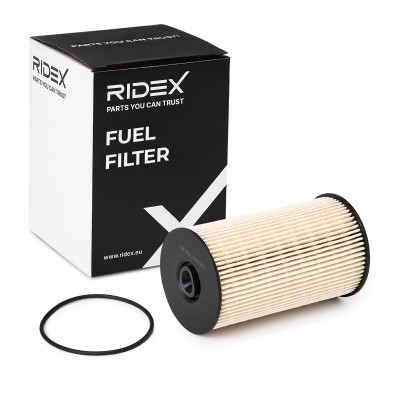 PARTS YOU CAN TRUST!
RIDEX
PARTS YOU CAN TRUST
RIDEX
PARTS YOU CAN TRUST
FUEL
FILTER
www.ridex.eu